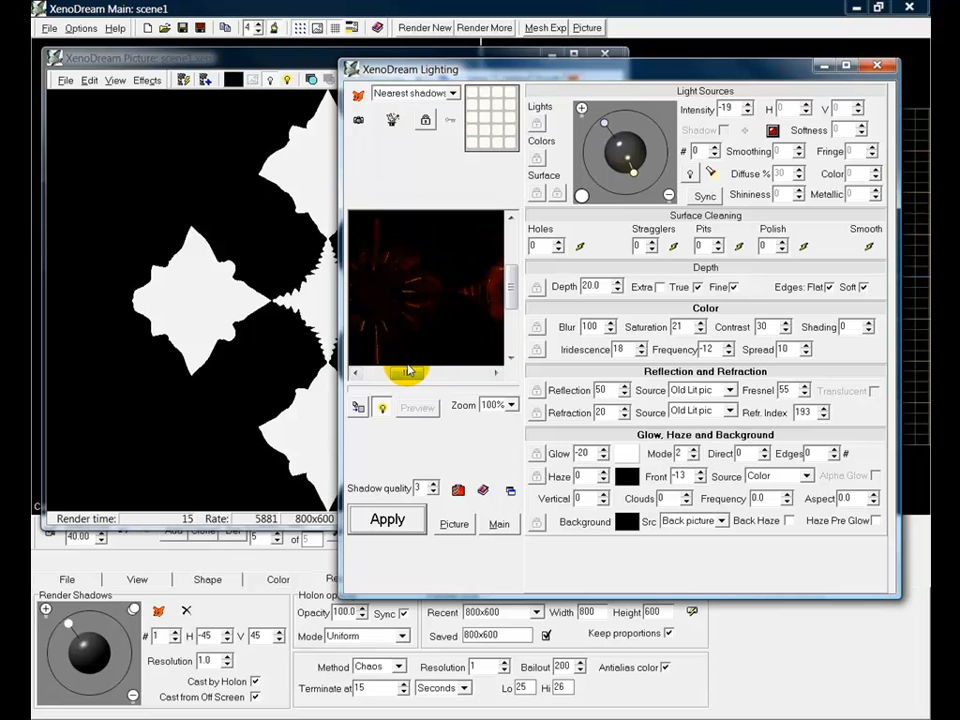 XenoDream Main: scene1
File Options Help
4
Render New Render More Mesh Exp Picture
XenoDream Picture: scene1.xep
File Edit View Effects
Render time: 15 Rate: 5881 800x600
XenoDream Lighting
Nearest shadows
Zoom 100%
Preview
Shadow quality 3
Apply Picture Main
Light Sources
Lights Intensity -19 H 0 V 0
Colors Shadow Softness 0
# 0 Smoothing 0 Fringe 0
Surface Diffuse % 30 Color 0
Sync Shininess 0 Metallic 0
Surface Cleaning
Holes Stragglers Pits Polish Smooth
0 0 0 0
Depth
Depth 20.0 Extra True Fine Edges: Flat Soft
Color
Blur 100 Saturation 21 Contrast 30 Shading 0
Iridescence 18 Frequency -12 Spread 10
Reflection and Refraction
Reflection 50 Source Old Lit pic Fresnel 55 Translucent
Refraction 20 Source Old Lit pic Refr. Index 193
Glow, Haze and Background
Glow -20 Mode 2 Direct 0 Edges 0 #
Haze 0 Front -13 Source Color Alpha Glow
Vertical 0 Clouds 0 Frequency 0.0 Aspect 0.0
Background Src Back picture Back Haze Haze Pre Glow
40.00 Add Clone Del 5 of 5
File View Shape Color
Render Shadows
# 1 H -45 V 45
Resolution 1.0
Cast by Holon
Cast from Off Screen
Holon
Opacity 100.0 Sync
Mode Uniform
Recent 800x600 Width 800 Height 600
Saved 800x600 Keep proportions
Method Chaos Resolution 1 Bailout 200 Antialias color
Terminate at 15 Seconds Lo 25 Hi 26